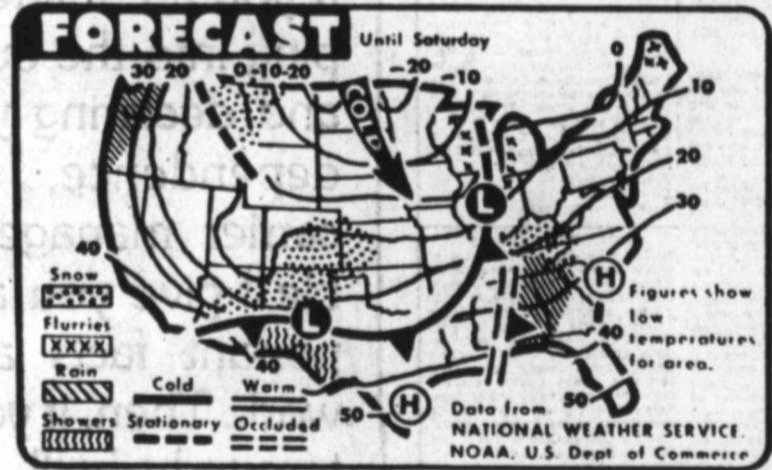 FORECAST
Until Saturday
30 20 0 -10 -20 -20 -10 0
10
20
30
40
COLD
L
L
H
H
Snow
Flurries
XXXX
Rain
Showers
Cold
Warm
Stationary
Occluded
40
50
40
50
Figures show
low
temperatures
for area.
Data from
NATIONAL WEATHER SERVICE.
NOAA, U.S. Dept of Commerce